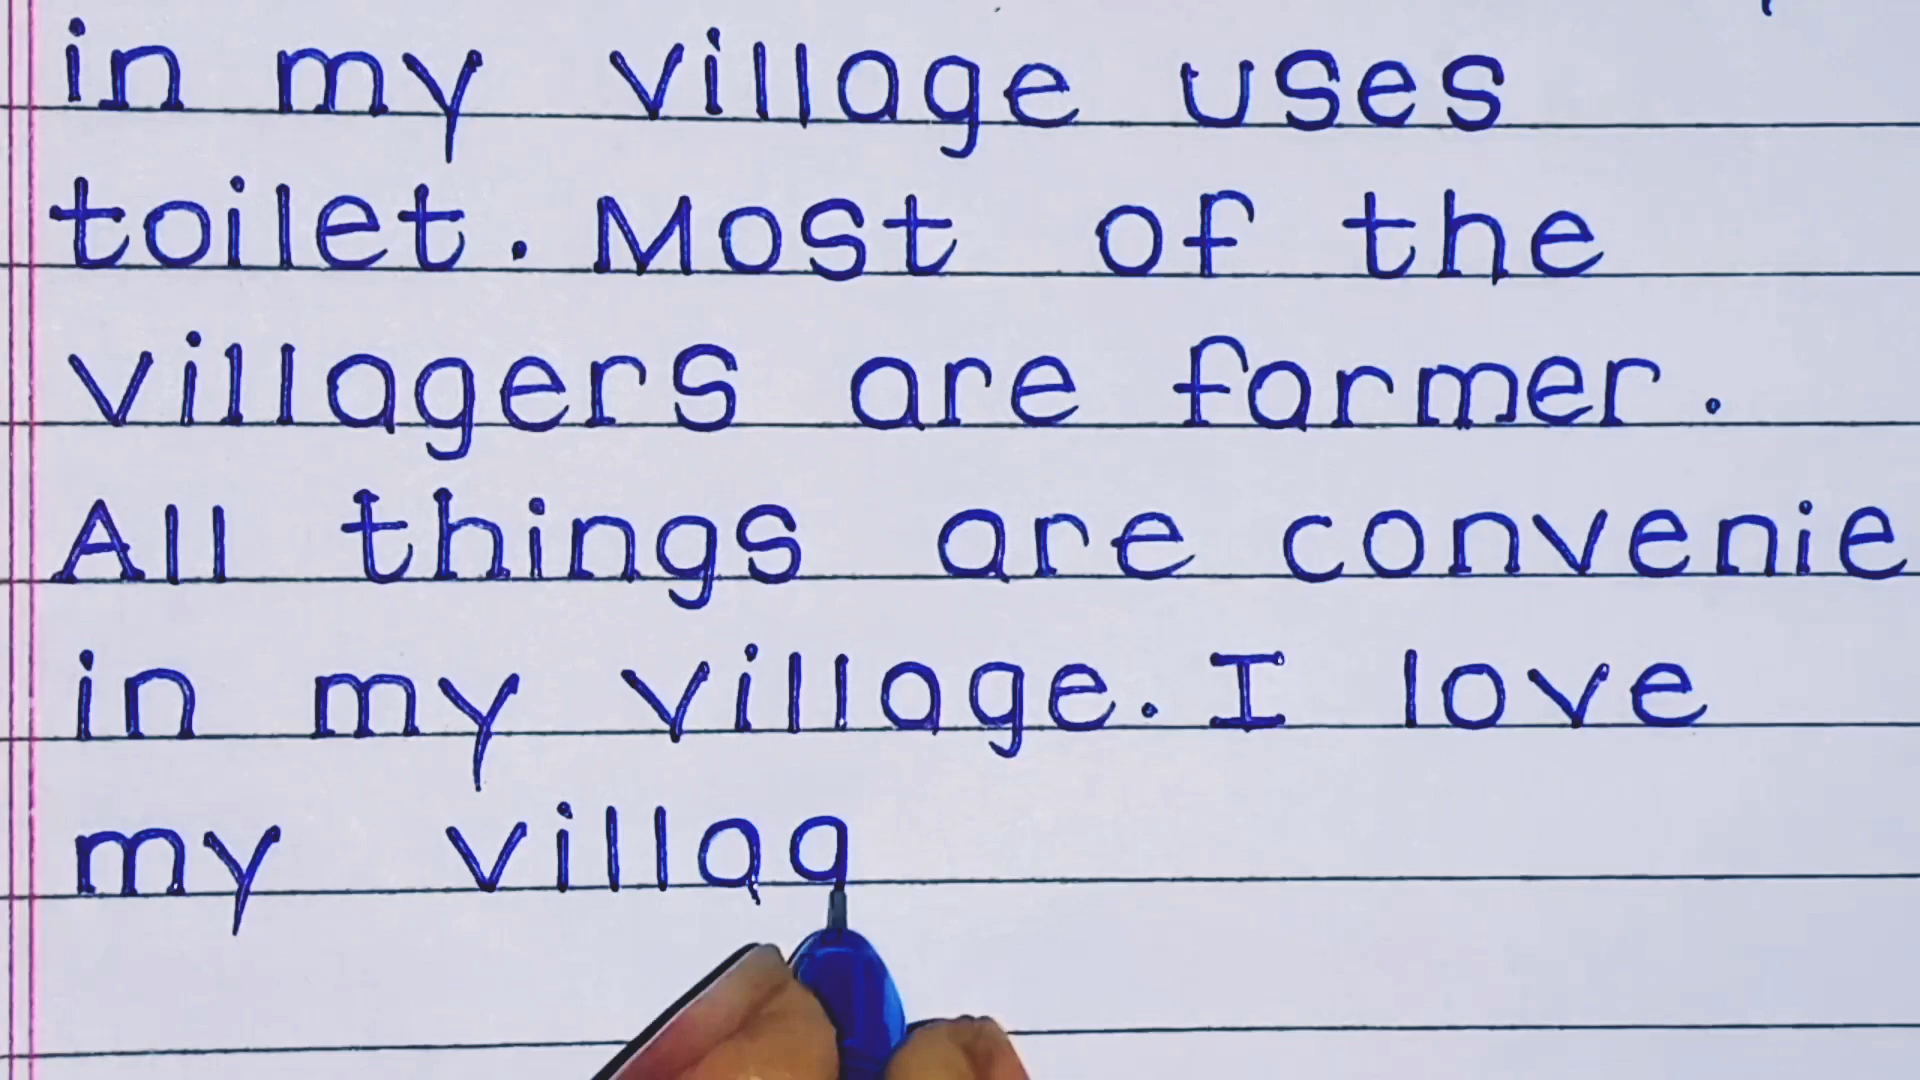 in my village uses
toilet. Most of the
villagers are farmer.
All things are convenie
in my village. I love
my villag